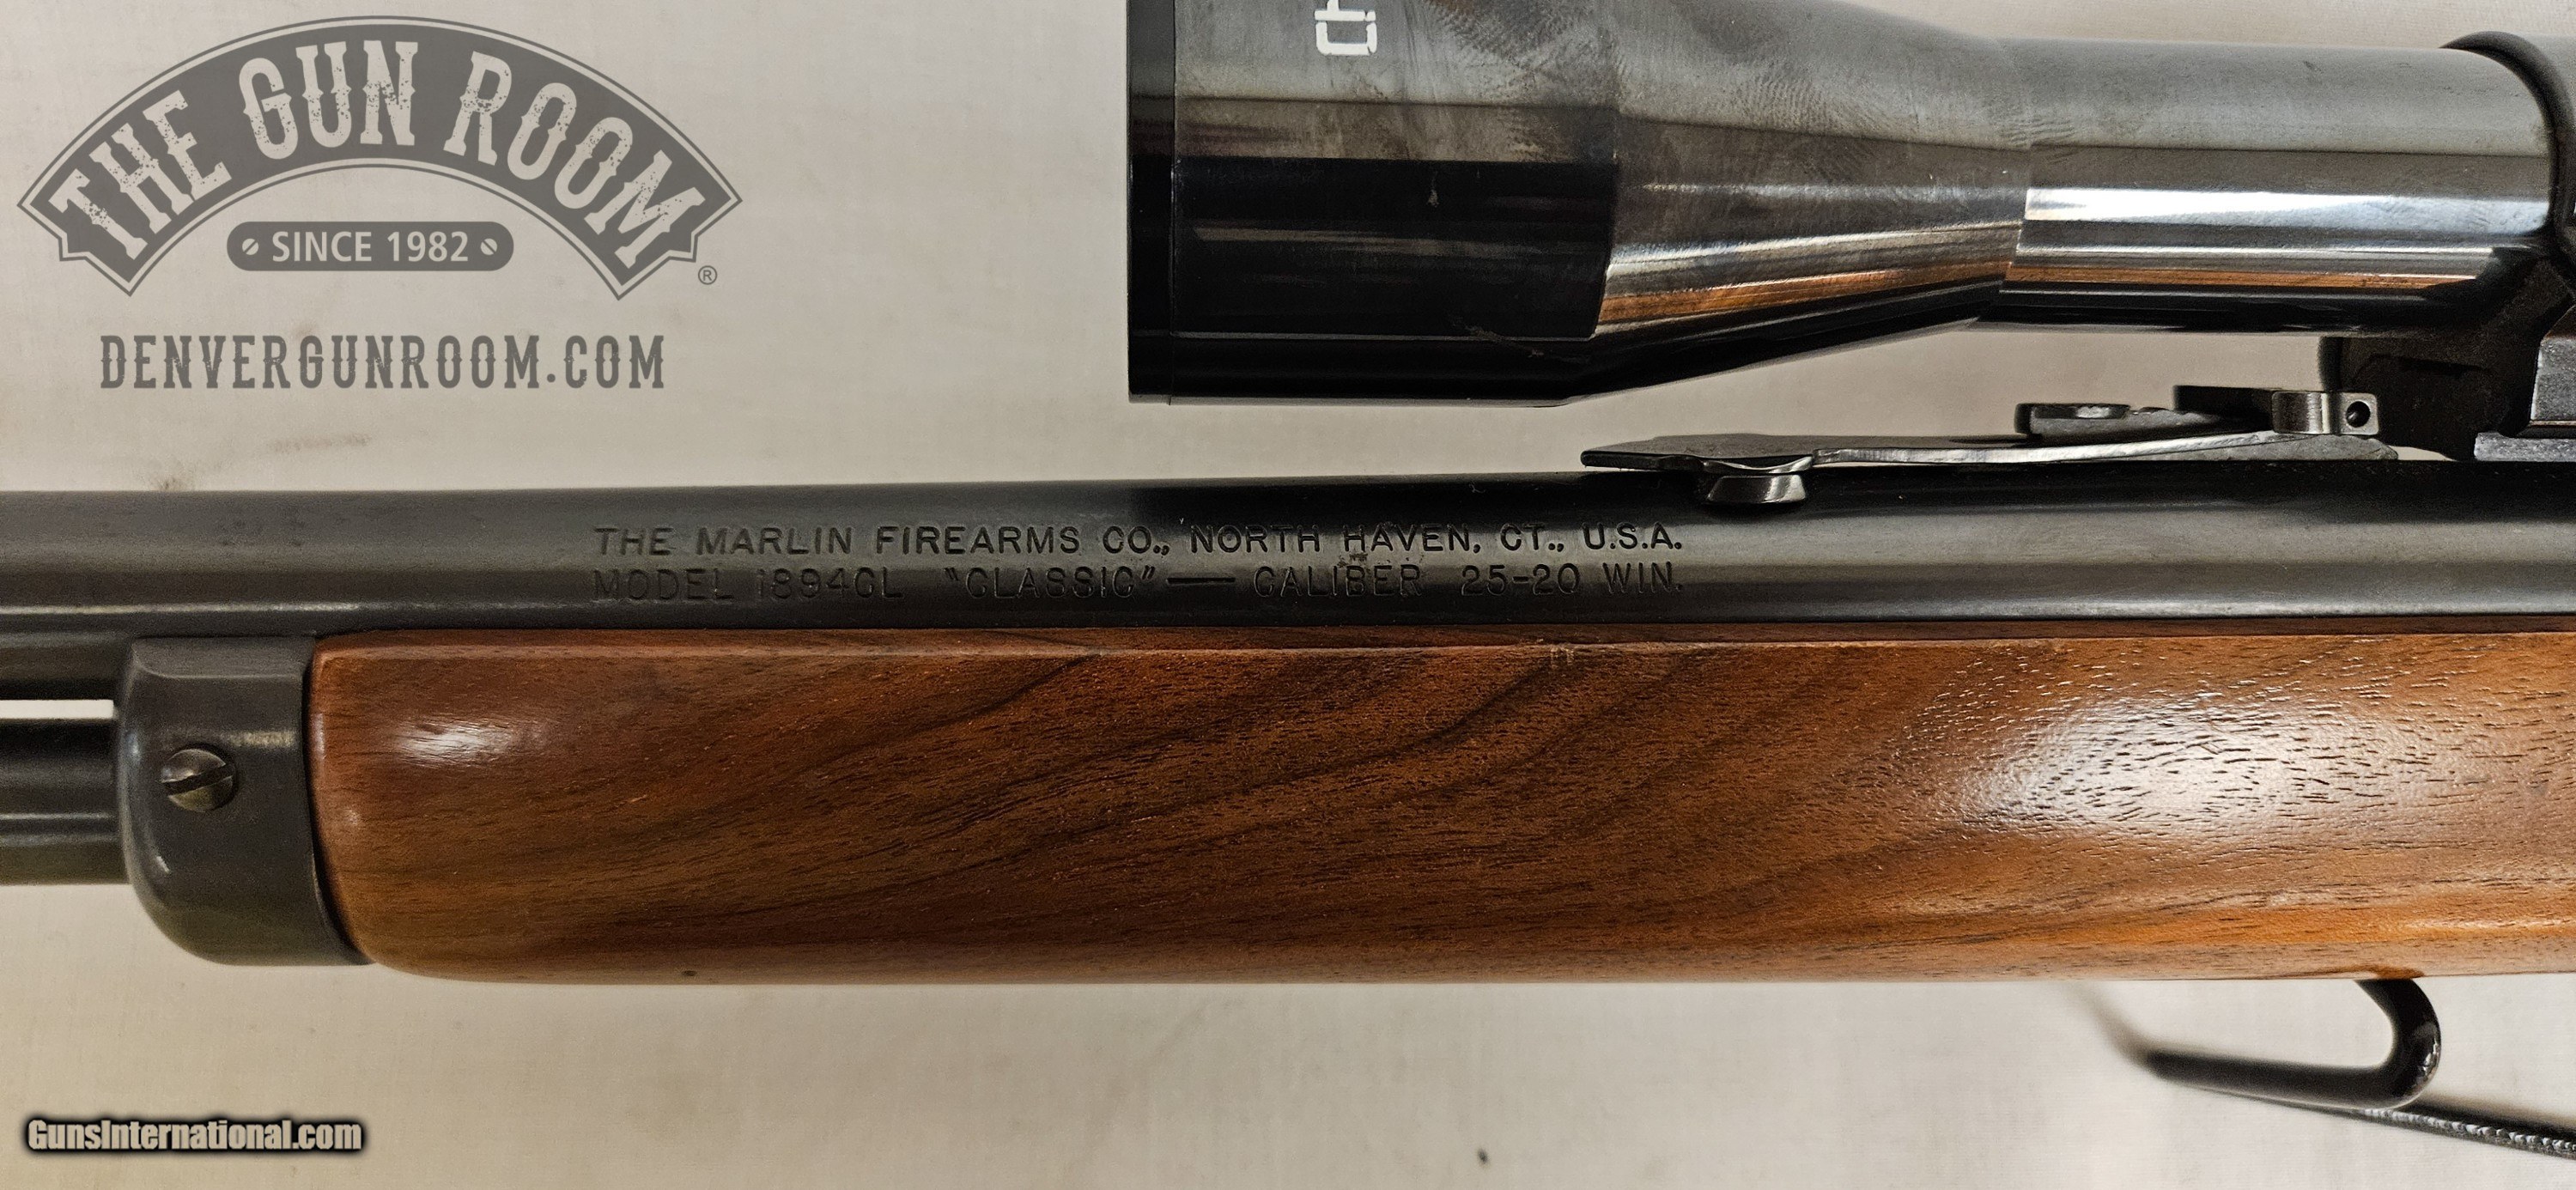 THE GUN ROOM
SINCE 1982
®
DENVERGUNROOM.COM
THE MARLIN FIREARMS CO., NORTH HAVEN, CT., U.S.A.
MODEL 1894CL "CLASSIC" — CALIBER 25-20 WIN.
GunsInternational.com